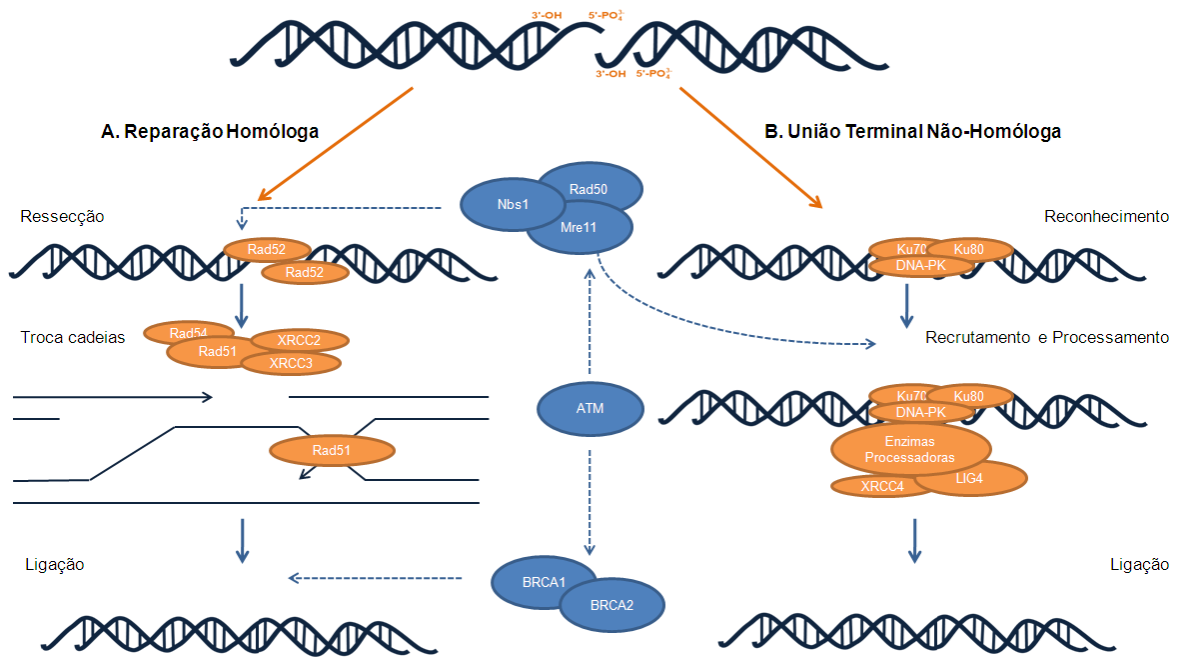 3'-OH 5'-PO₄³⁻
3'-OH 5'-PO₄³⁻
A. Reparação Homóloga
B. União Terminal Não-Homóloga
Ressecção
Rad50
Nbs1
Mre11
Reconhecimento
Rad52
Rad52
Ku70
Ku80
DNA-PK
Troca cadeias
Rad54
Rad51
XRCC2
XRCC3
Recrutamento e Processamento
ATM
Ku70
Ku80
DNA-PK
Rad51
Enzimas
Processadoras
XRCC4
LIG4
Ligação
BRCA1
BRCA2
Ligação